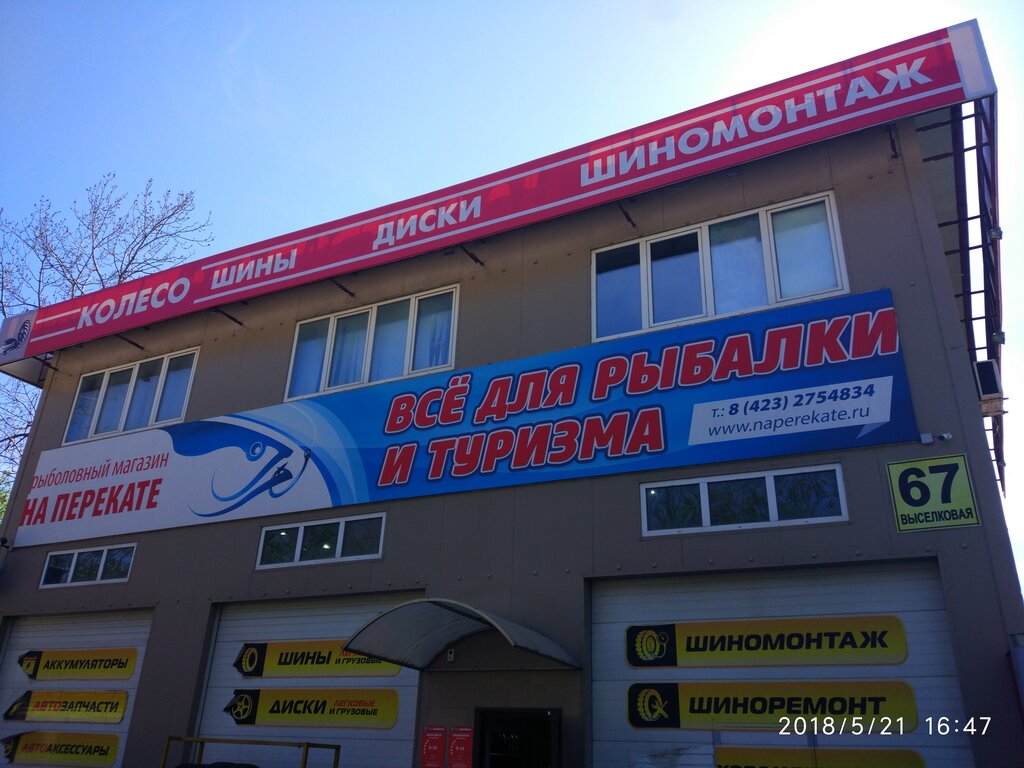 КОЛЕСО ШИНЫ ДИСКИ ШИНОМОНТАЖ
рыболовный магазин
НА ПЕРЕКАТЕ
ВСЁ ДЛЯ РЫБАЛКИ
И ТУРИЗМА
т.: 8 (423) 2754834
www.naperekate.ru
67
ВЫСЕЛКОВАЯ
АККУМУЛЯТОРЫ
АВТОЗАПЧАСТИ
АВТОАКСЕССУАРЫ
ШИНЫ
И ГРУЗОВЫЕ
ДИСКИ ЛЕГКОВЫЕ
И ГРУЗОВЫЕ
ШИНОМОНТАЖ
ШИНОРЕМОНТ
2018/5/21 16:47